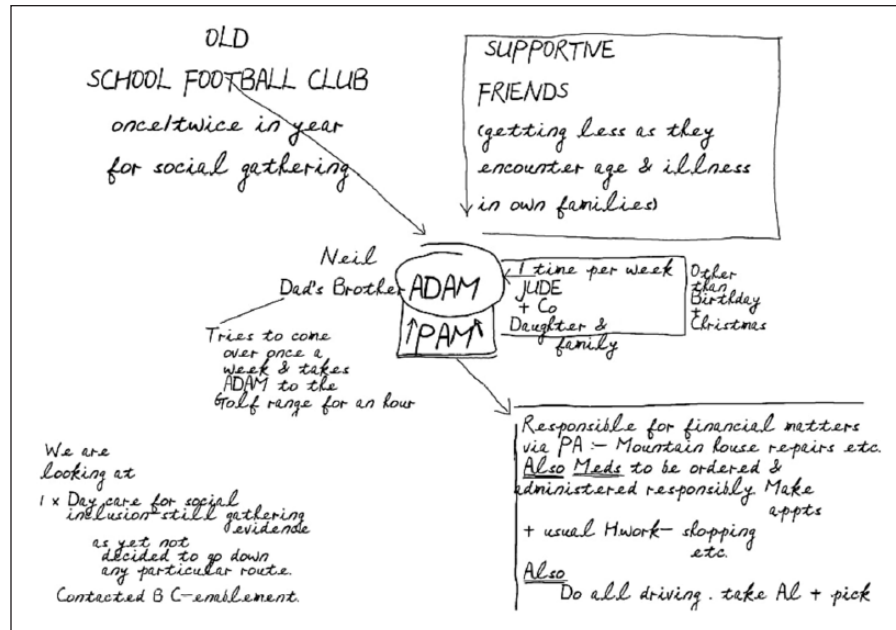 OLD
SCHOOL FOOTBALL CLUB
once/twice in year
for social gathering
SUPPORTIVE
FRIENDS
(getting less as they
encounter age & illness
in own families)
Neil
Dad's Brother
ADAM
PAM
1 time per week
JUDE
+ Co
Daughter &
family
Other
than
Birthday
+
Christmas
Tries to come
over once a
week & takes
ADAM to the
Golf range for an hour
We are
looking at
1 x Day care for social
inclusion-still gathering
evidence
as yet not
decided to go down
any particular route.
Contacted B C-enablement.
Responsible for financial matters
via PA :- Mountain house repairs etc.
Also Meds to be ordered &
administered responsibly Make
appts
+ usual H.work- shopping
etc.
Also
Do all driving. take Al + pick